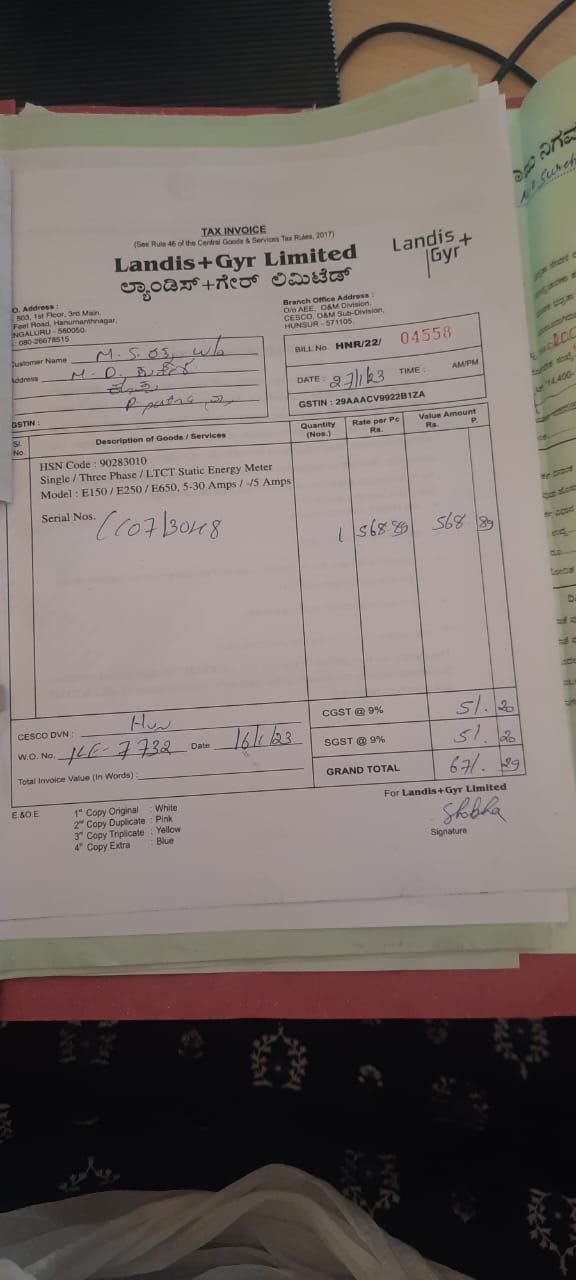 TAX INVOICE
(See Rule 46 of the Central Goods & Services Tax Rules, 2017)
Landis+Gyr Limited
ಲ್ಯಾಂಡಿಸ್+ಗೇರ್ ಲಿಮಿಟೆಡ್
Landis+
Gyr
O. Address :
503, 1st Floor, 3rd Main,
Feel Road, Hanumanthnagar,
NGALURU - 560050.
: 080-26678515
Branch Office Address :
O/o AEE, O&M Division,
CESCO, O&M Sub-Division,
HUNSUR - 571105.
ustomer Name M. S.
Address M. D.
GSTIN :
BILL No. HNR/22/ 04558
DATE : 27/1/23 TIME : AM/PM
GSTIN : 29AAACV9922B1ZA
Sl. No. Description of Goods / Services Quantity (Nos.) Rate per Pc Rs. Value Amount Rs. P.
HSN Code : 90283010
Single / Three Phase / LTCT Static Energy Meter
Model : E150 / E250 / E650, 5-30 Amps / -/5 Amps
Serial Nos.
1 568.89 568 89
CESCO DVN : Hun
W.O. No. 7732 Date 16/1/23
Total Invoice Value (In Words) :
CGST @ 9% 51. 20
SGST @ 9% 51. 20
GRAND TOTAL 671. 29
E.&O.E.
1st Copy Original : White
2nd Copy Duplicate : Pink
3rd Copy Triplicate : Yellow
4th Copy Extra : Blue
For Landis+Gyr Limited
Shobha
Signature